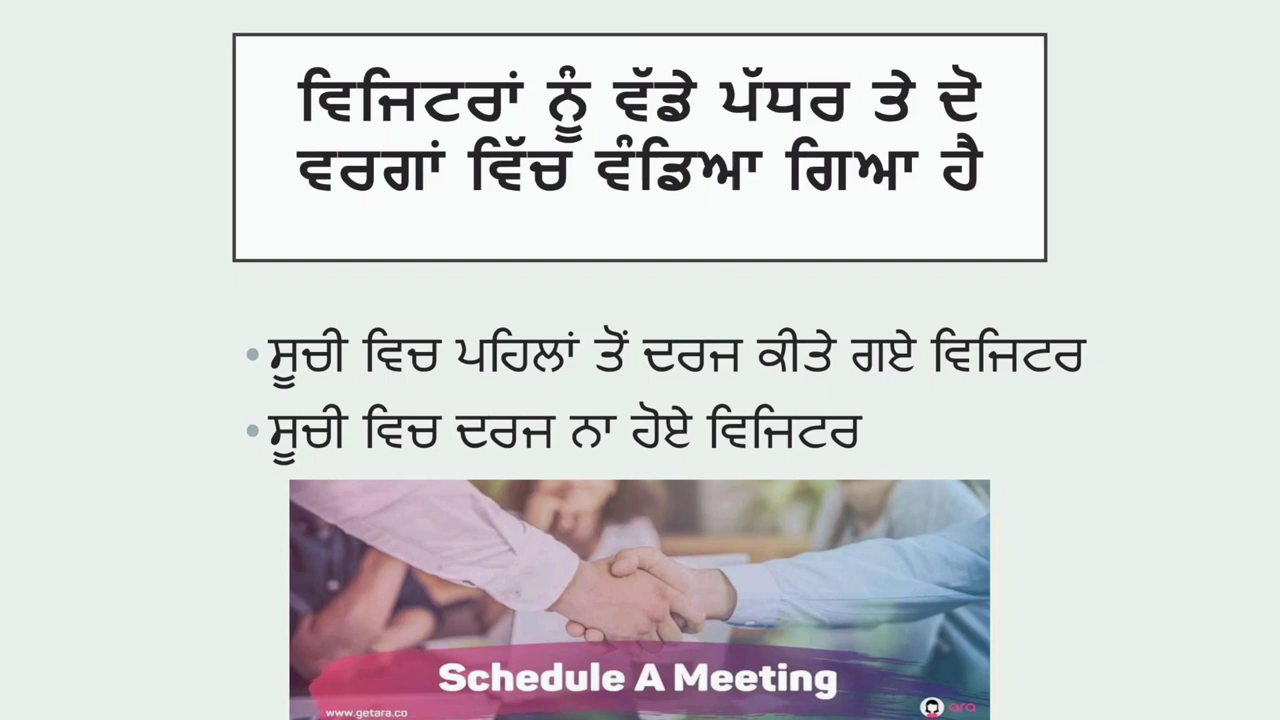 ਵਿਜਿਟਰਾਂ ਨੂੰ ਵੱਡੇ ਪੱਧਰ ਤੇ ਦੋ
ਵਰਗਾਂ ਵਿੱਚ ਵੰਡਿਆ ਗਿਆ ਹੈ
• ਸੂਚੀ ਵਿਚ ਪਹਿਲਾਂ ਤੋਂ ਦਰਜ ਕੀਤੇ ਗਏ ਵਿਜਿਟਰ
• ਸੂਚੀ ਵਿਚ ਦਰਜ ਨਾ ਹੋਏ ਵਿਜਿਟਰ
Schedule A Meeting
www.getara.co
ara